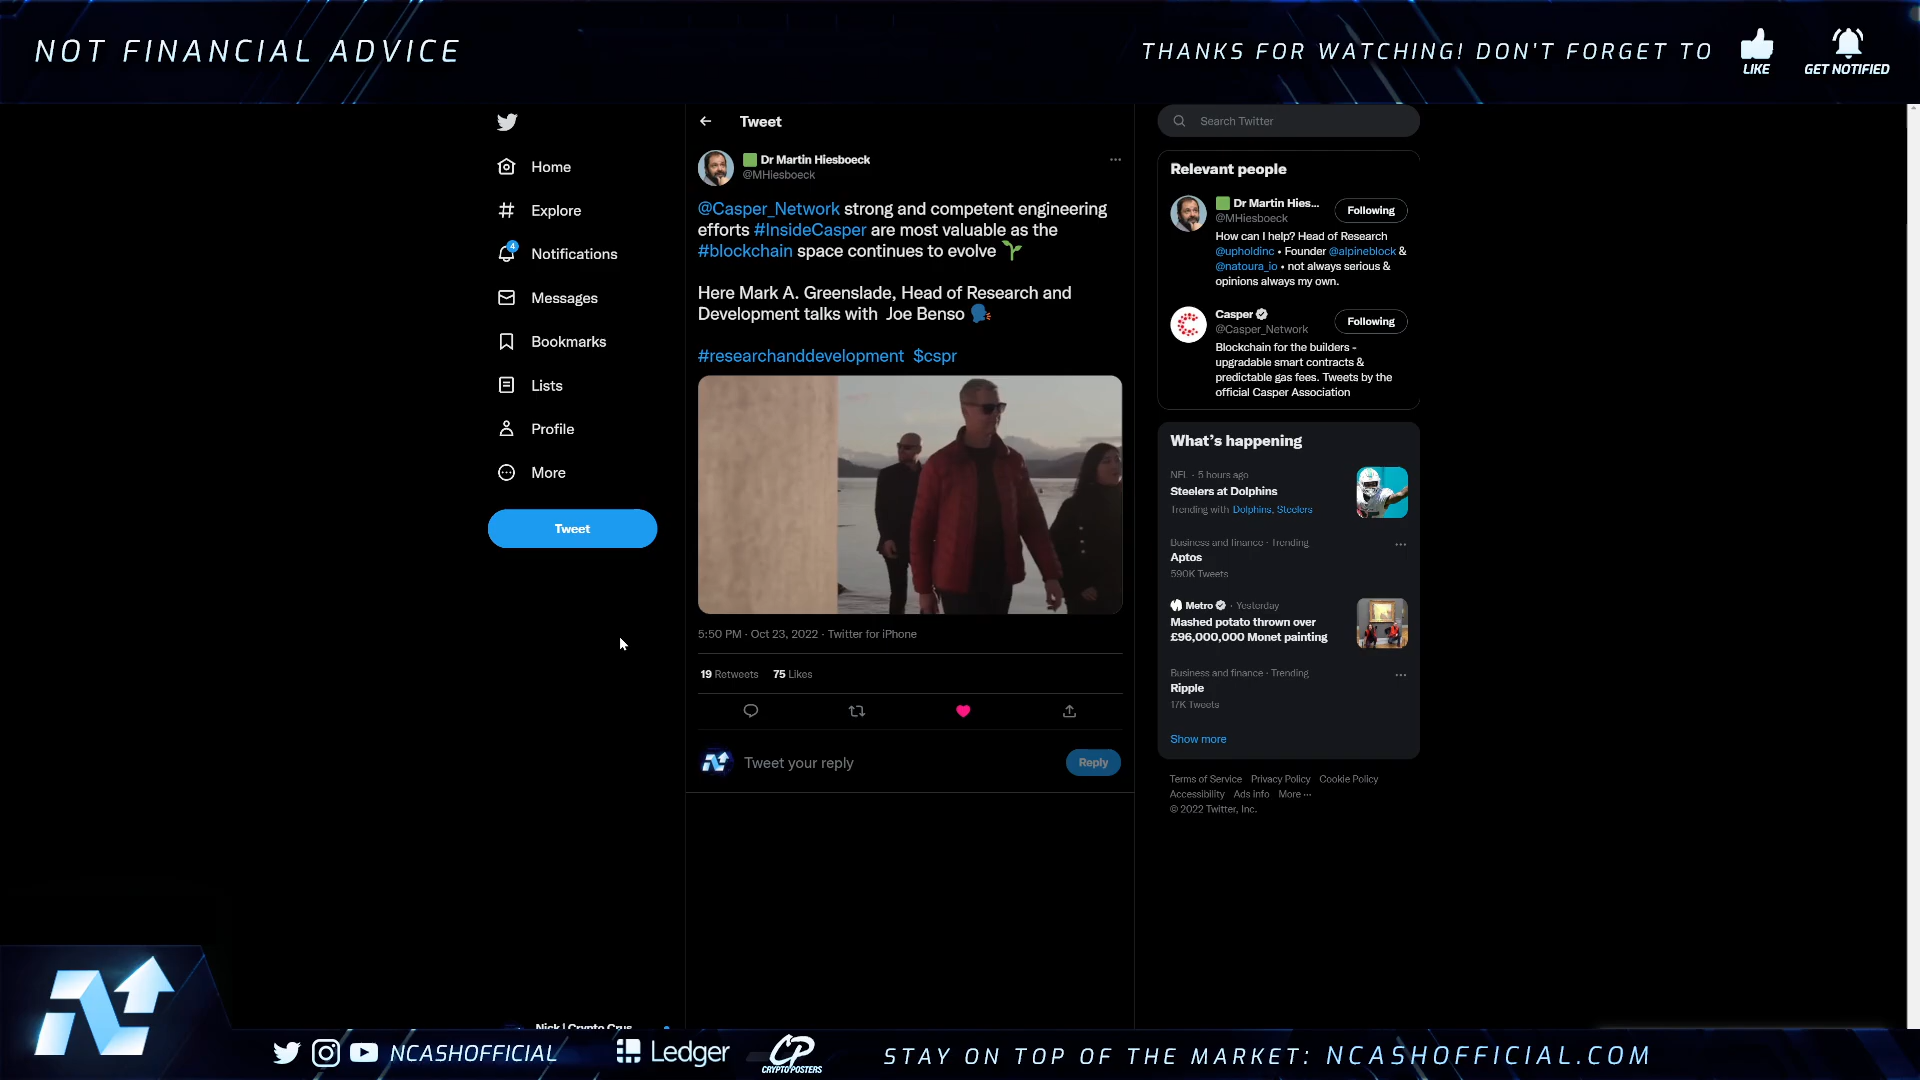 NOT FINANCIAL ADVICE
THANKS FOR WATCHING! DON'T FORGET TO
LIKE
GET NOTIFIED
Home
Explore
4
Notifications
Messages
Bookmarks
Lists
Profile
More
Tweet
Tweet
Dr Martin Hiesboeck
@MHiesboeck
@Casper_Network strong and competent engineering
efforts #InsideCasper are most valuable as the
#blockchain space continues to evolve
Here Mark A. Greenslade, Head of Research and
Development talks with Joe Benso
#researchanddevelopment $cspr
5:50 PM · Oct 23, 2022 · Twitter for iPhone
19 Retweets 75 Likes
Tweet your reply
Reply
Search Twitter
Relevant people
Dr Martin Hies...
@MHiesboeck
Following
How can I help? Head of Research
@upholdinc • Founder @alpineblock &
@natoura_io • not always serious &
opinions always my own.
Casper
@Casper_Network
Following
Blockchain for the builders -
upgradable smart contracts &
predictable gas fees. Tweets by the
official Casper Association
What's happening
NFL · 5 hours ago
Steelers at Dolphins
Trending with Dolphins, Steelers
Business and finance · Trending
Aptos
590K Tweets
Metro · Yesterday
Mashed potato thrown over
£96,000,000 Monet painting
Business and finance · Trending
Ripple
17K Tweets
Show more
Terms of Service Privacy Policy Cookie Policy
Accessibility Ads info More ...
© 2022 Twitter, Inc.
Nick | Crypto Crus
NCASHOFFICIAL
Ledger
CP
CRYPTOPOSTERS
STAY ON TOP OF THE MARKET: NCASHOFFICIAL.COM